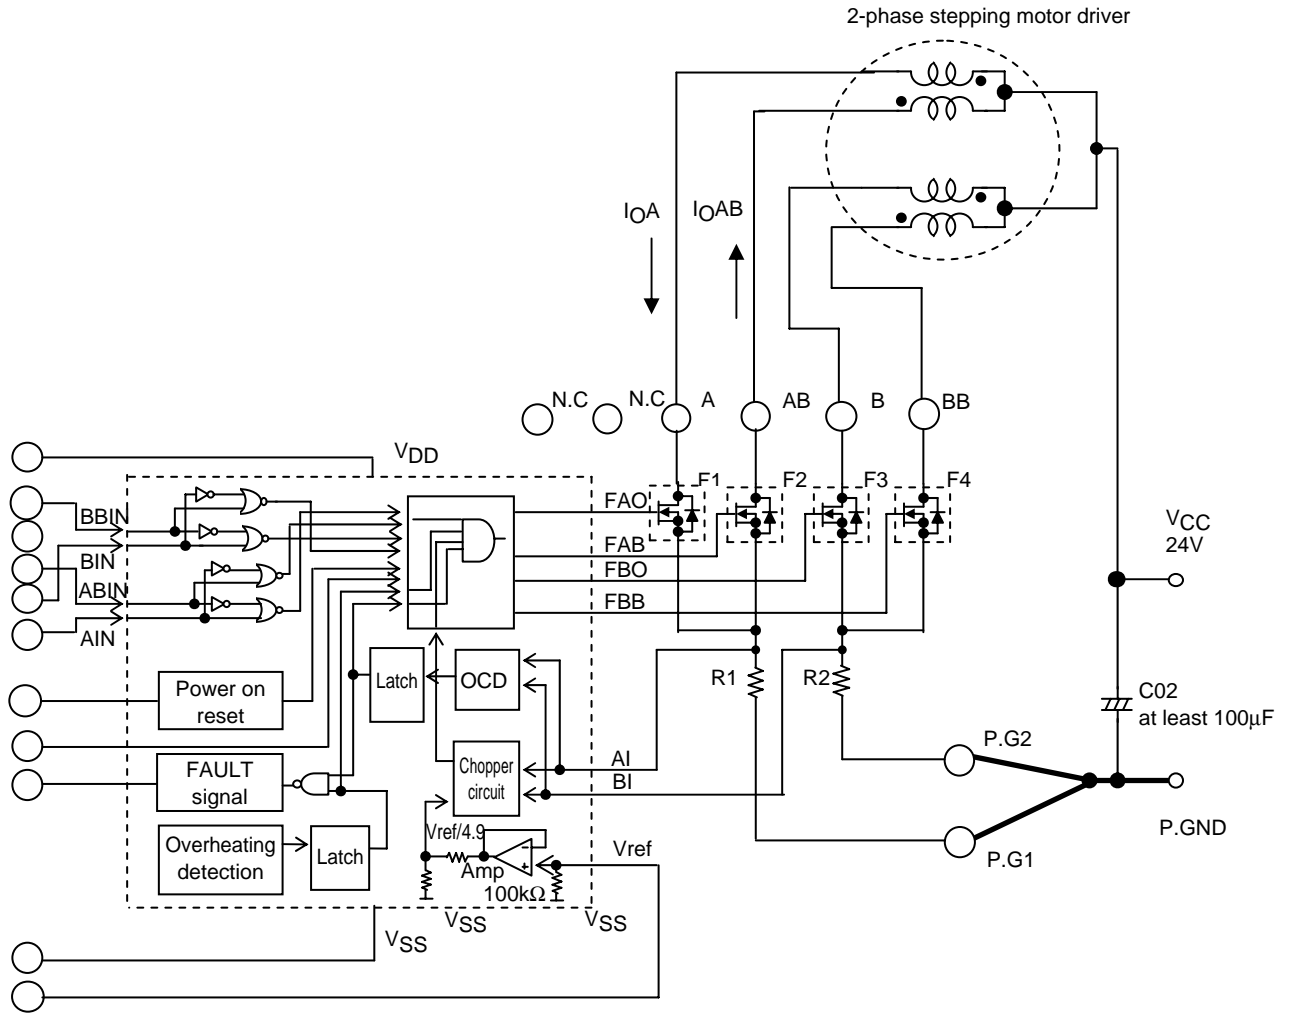 2-phase stepping motor driver
IOA
IOAB
N.C
N.C
A
AB
B
BB
VDD
F1
F2
F3
F4
FAO
FAB
FBO
FBB
BBIN
BIN
ABIN
AIN
VCC
24V
Power on
reset
Latch
OCD
R1
R2
C02
at least 100µF
FAULT
signal
Chopper
circuit
AI
BI
P.G2
P.GND
P.G1
Overheating
detection
Latch
Vref/4.9
Amp
100kΩ
Vref
VSS
VSS
VSS